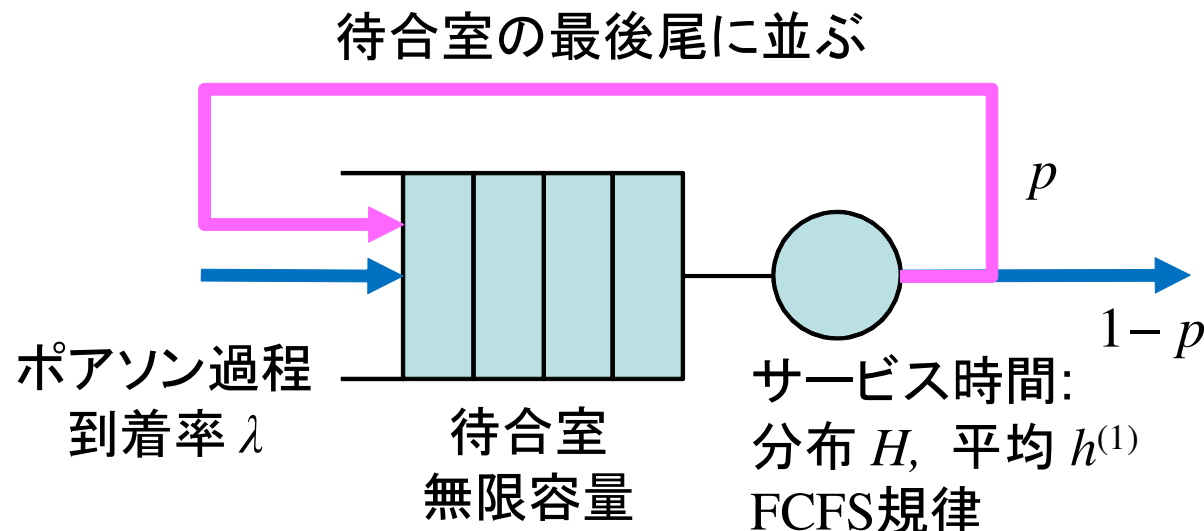 待合室の最後尾に並ぶ
p
1− p
ポアソン過程
到着率 λ
待合室
無限容量
サービス時間:
分布 H, 平均 h(1)
FCFS規律